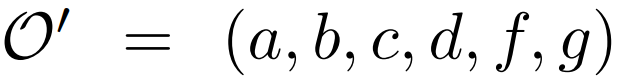 𝒪′ = (a, b, c, d, f, g)